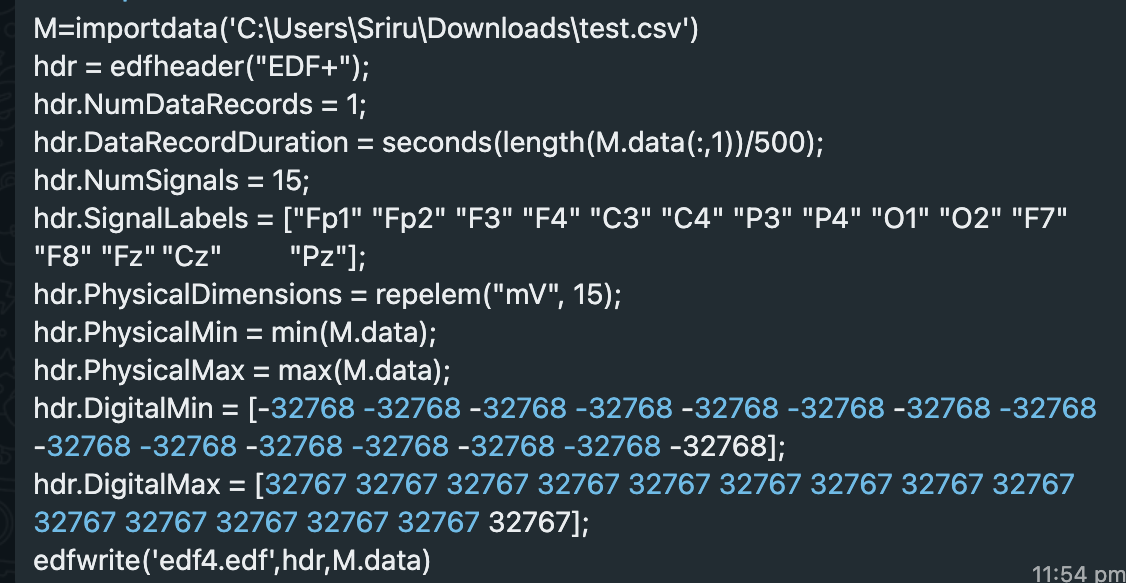 M=importdata('C:\Users\Sriru\Downloads\test.csv')
hdr = edfheader("EDF+");
hdr.NumDataRecords = 1;
hdr.DataRecordDuration = seconds(length(M.data(:,1))/500);
hdr.NumSignals = 15;
hdr.SignalLabels = ["Fp1" "Fp2" "F3" "F4" "C3" "C4" "P3" "P4" "O1" "O2" "F7"
"F8" "Fz" "Cz"        "Pz"];
hdr.PhysicalDimensions = repelem("mV", 15);
hdr.PhysicalMin = min(M.data);
hdr.PhysicalMax = max(M.data);
hdr.DigitalMin = [-32768 -32768 -32768 -32768 -32768 -32768 -32768 -32768
-32768 -32768 -32768 -32768 -32768 -32768 -32768];
hdr.DigitalMax = [32767 32767 32767 32767 32767 32767 32767 32767 32767
32767 32767 32767 32767 32767 32767];
edfwrite('edf4.edf',hdr,M.data)
11:54 pm